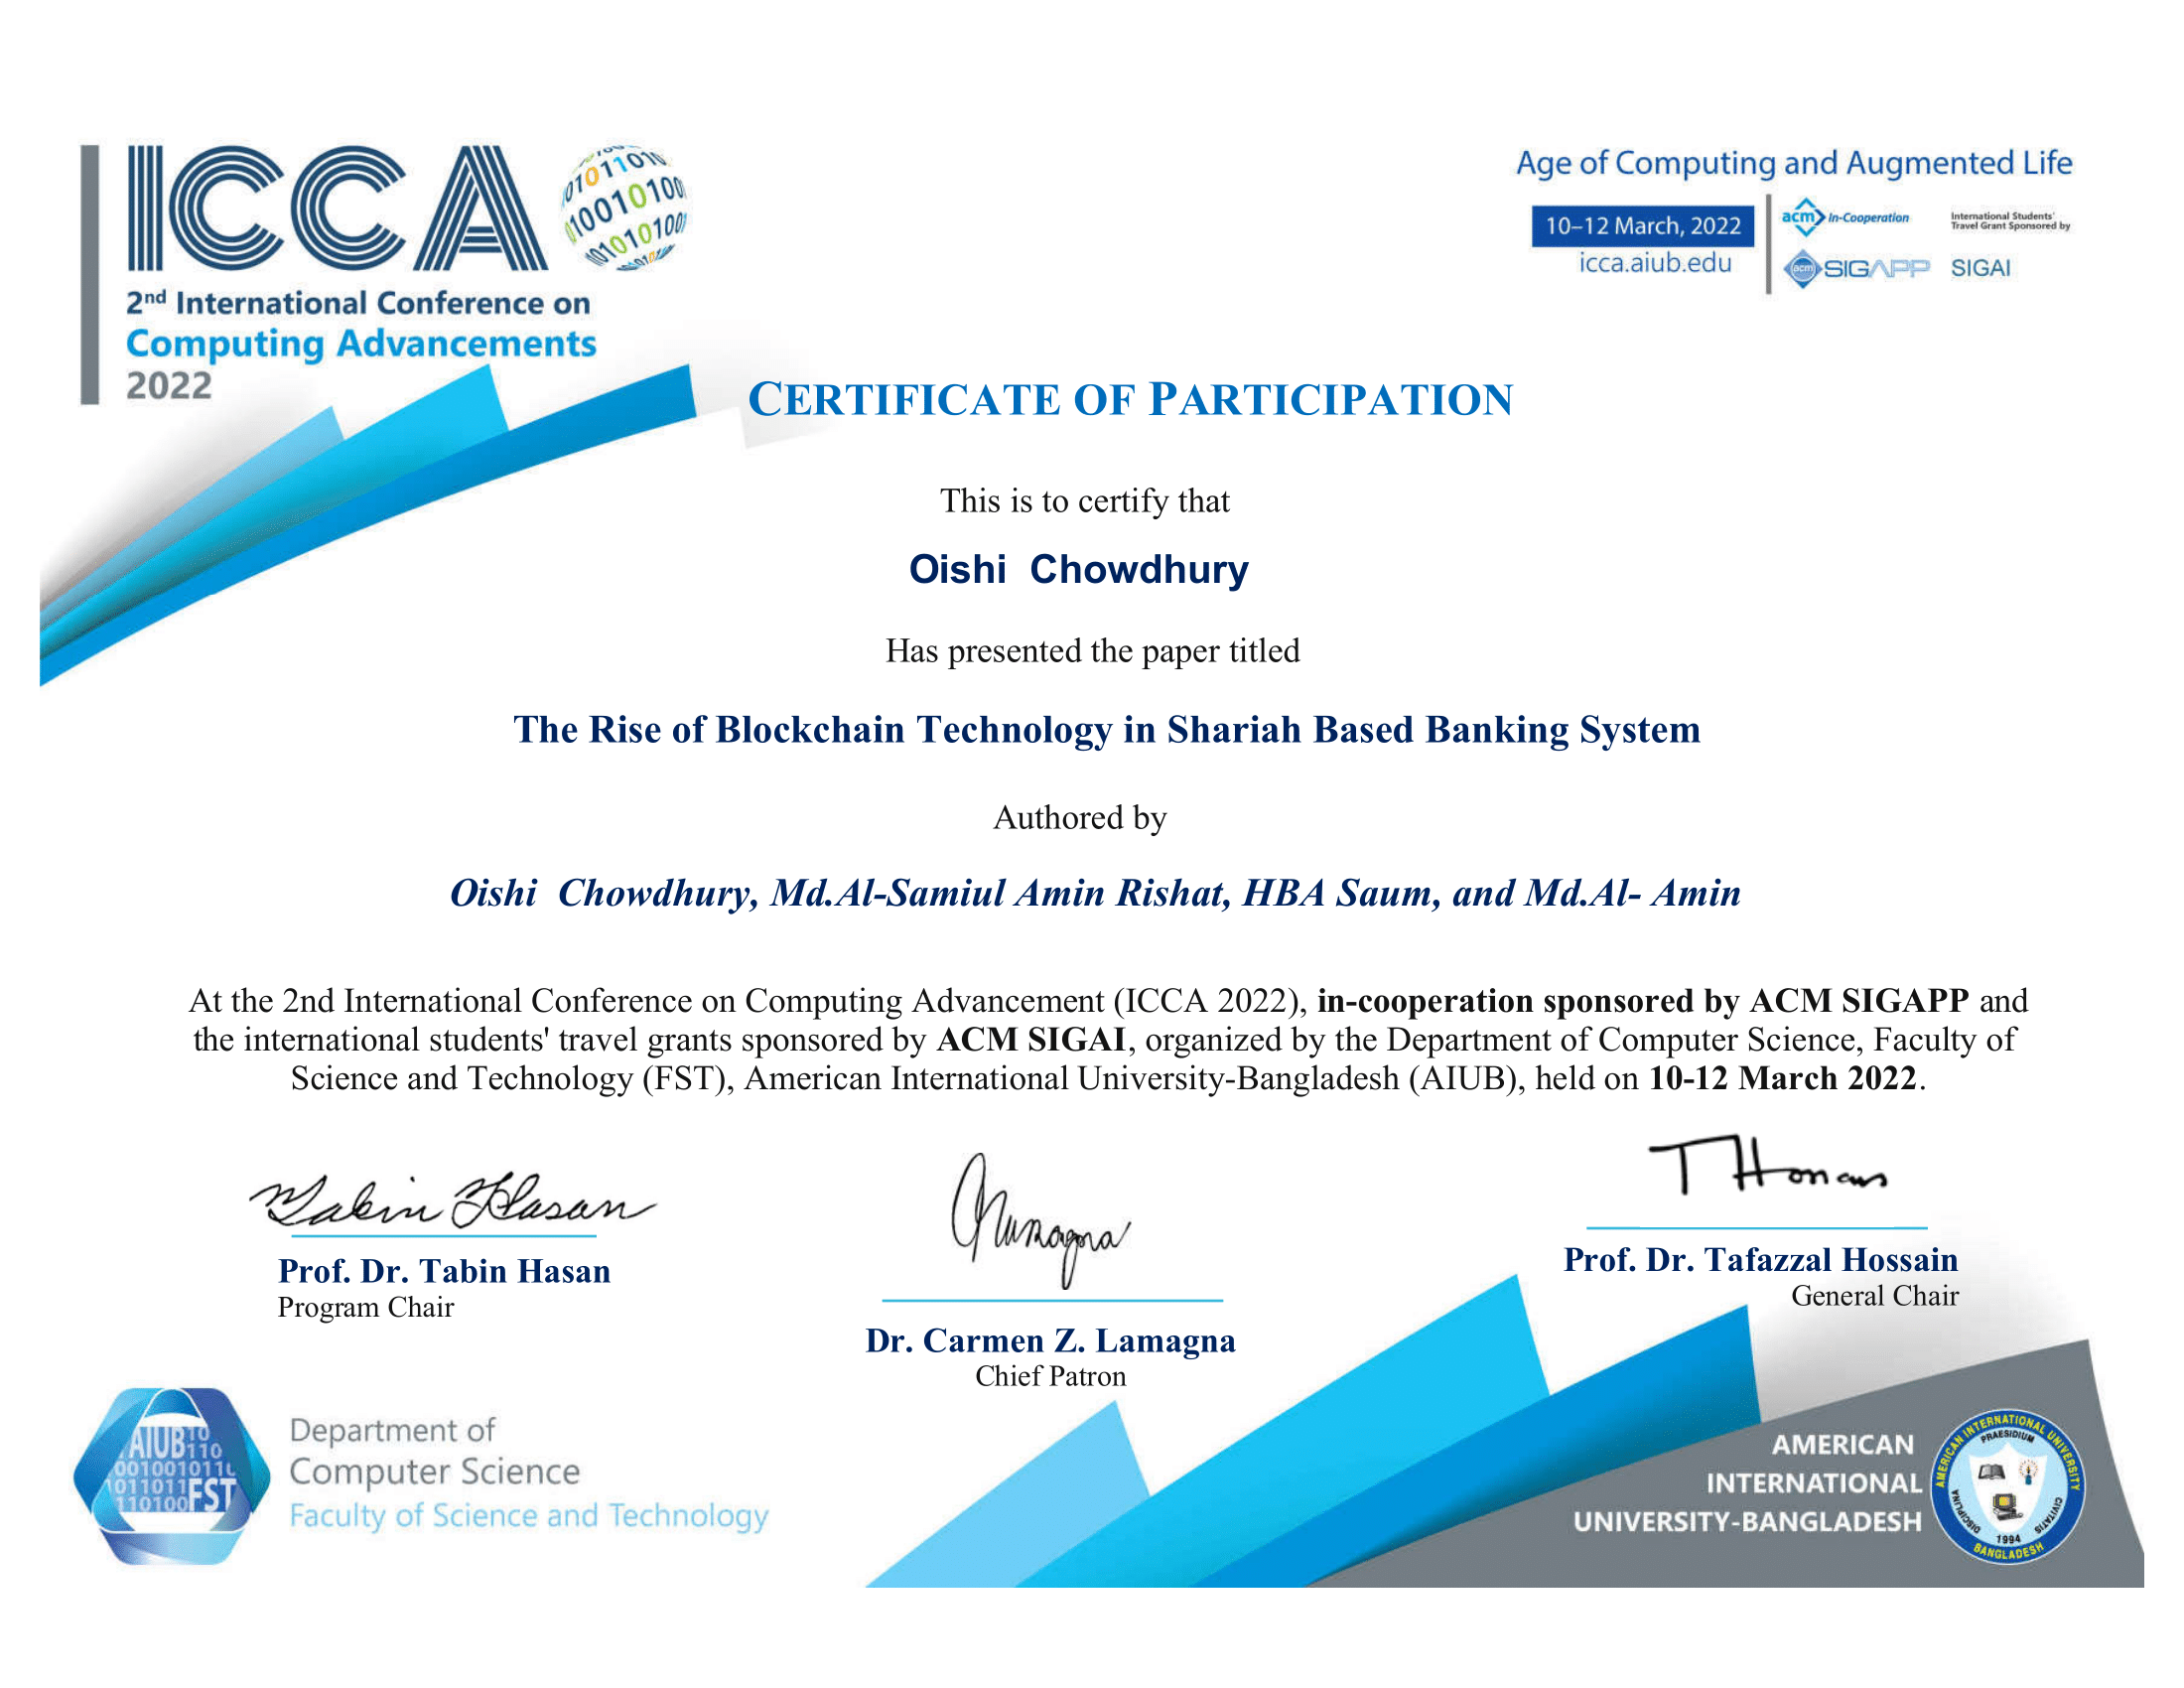 ICCA
2nd International Conference on
Computing Advancements
2022
Age of Computing and Augmented Life
10–12 March, 2022
icca.aiub.edu
acm In-Cooperation
acm SIGAPP
International Students'
Travel Grant Sponsored by
SIGAI
CERTIFICATE OF PARTICIPATION
This is to certify that
Oishi Chowdhury
Has presented the paper titled
The Rise of Blockchain Technology in Shariah Based Banking System
Authored by
Oishi Chowdhury, Md.Al-Samiul Amin Rishat, HBA Saum, and Md.Al- Amin
At the 2nd International Conference on Computing Advancement (ICCA 2022), in-cooperation sponsored by ACM SIGAPP and
the international students' travel grants sponsored by ACM SIGAI, organized by the Department of Computer Science, Faculty of
Science and Technology (FST), American International University-Bangladesh (AIUB), held on 10-12 March 2022.
Tabin Hasan
Prof. Dr. Tabin Hasan
Program Chair
Dr. Carmen Z. Lamagna
Chief Patron
Prof. Dr. Tafazzal Hossain
General Chair
AIUB
FST
Department of
Computer Science
Faculty of Science and Technology
AMERICAN
INTERNATIONAL
UNIVERSITY-BANGLADESH
AMERICAN INTERNATIONAL UNIVERSITY
BANGLADESH
PRAESIDIUM
DISCIPLINA
CIVITATIS
1994